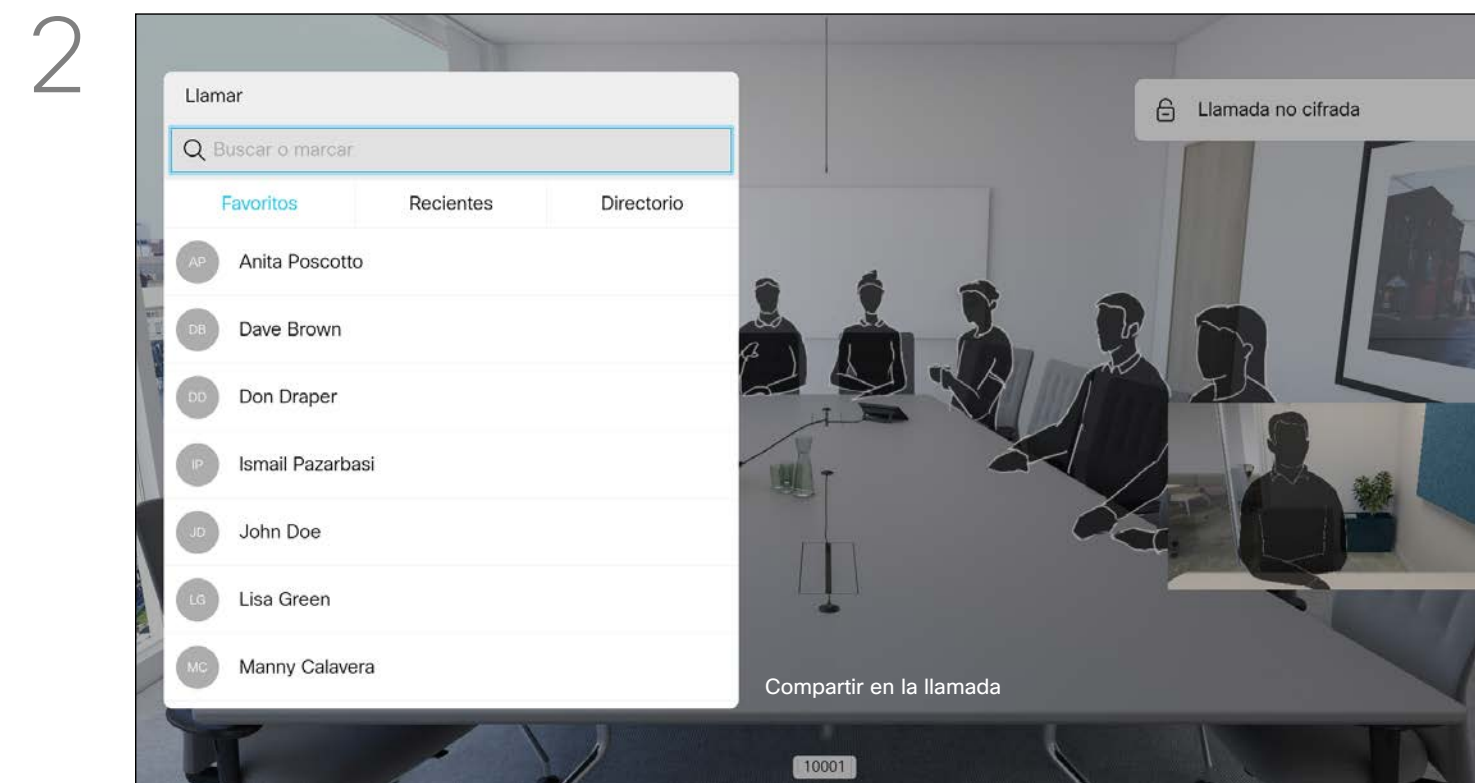 2
Llamar
Llamada no cifrada
Buscar o marcar
Favoritos Recientes Directorio
AP Anita Poscotto
DB Dave Brown
DD Don Draper
IP Ismail Pazarbasi
JD John Doe
LG Lisa Green
MC Manny Calavera
Compartir en la llamada
10001